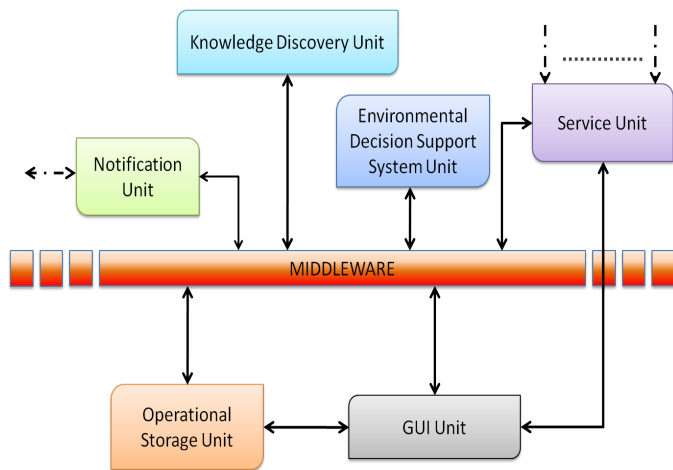 Knowledge Discovery Unit
Environmental
Decision Support
System Unit
Service Unit
Notification
Unit
MIDDLEWARE
Operational
Storage Unit
GUI Unit